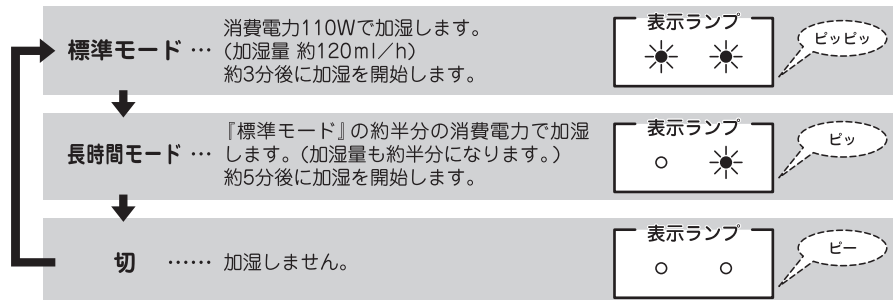 標準モード … 消費電力110Wで加湿します。
(加湿量 約120ml/h)
約3分後に加湿を開始します。
表示ランプ
ピッピッ
長時間モード … 『標準モード』の約半分の消費電力で加湿
します。(加湿量も約半分になります。)
約5分後に加湿を開始します。
表示ランプ
ピッ
切 …… 加湿しません。
表示ランプ
ピー